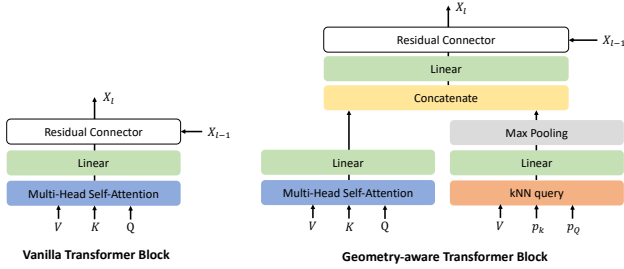 X_l
Residual Connector
X_{l-1}
Linear
Multi-Head Self-Attention
V K Q
Vanilla Transformer Block
X_l
Residual Connector
X_{l-1}
Linear
Concatenate
Max Pooling
Linear
Linear
Multi-Head Self-Attention
kNN query
V K Q
V p_k p_Q
Geometry-aware Transformer Block